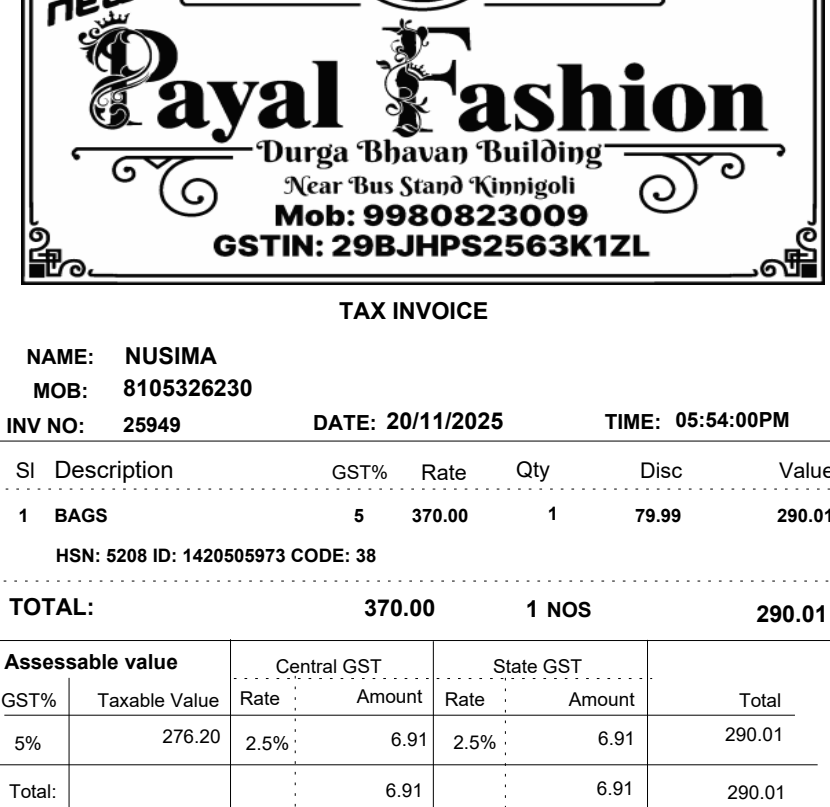 new
Payal Fashion
Durga Bhavan Building
Near Bus Stand Kinnigoli
Mob: 9980823009
GSTIN: 29BJHPS2563K1ZL
TAX INVOICE
NAME: NUSIMA
MOB: 8105326230
INV NO: 25949 DATE: 20/11/2025 TIME: 05:54:00PM
Sl Description GST% Rate Qty Disc Value
1 BAGS 5 370.00 1 79.99 290.01
HSN: 5208 ID: 1420505973 CODE: 38
TOTAL: 370.00 1 NOS 290.01
Assessable value Central GST State GST
GST% Taxable Value Rate Amount Rate Amount Total
5% 276.20 2.5% 6.91 2.5% 6.91 290.01
Total: 6.91 6.91 290.01